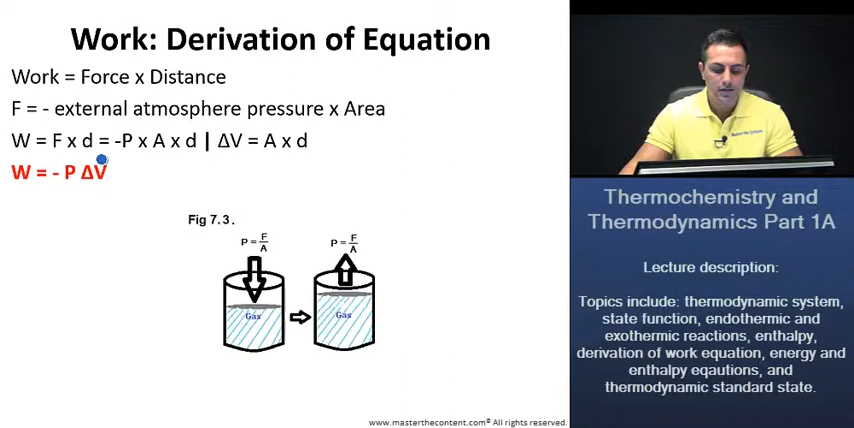 Work: Derivation of Equation
Work = Force x Distance
F = - external atmosphere pressure x Area
W = F x d = -P x A x d | ΔV = A x d
W = - P ΔV
Fig 7.3.
P = F/A
P = F/A
Gas
Gas
www.masterthecontent.com© All rights reserved.
Thermochemistry and
Thermodynamics Part 1A
Lecture description:
Topics include: thermodynamic system,
state function, endothermic and
exothermic reactions, enthalpy,
derivation of work equation, energy and
enthalpy eqautions, and
thermodynamic standard state.